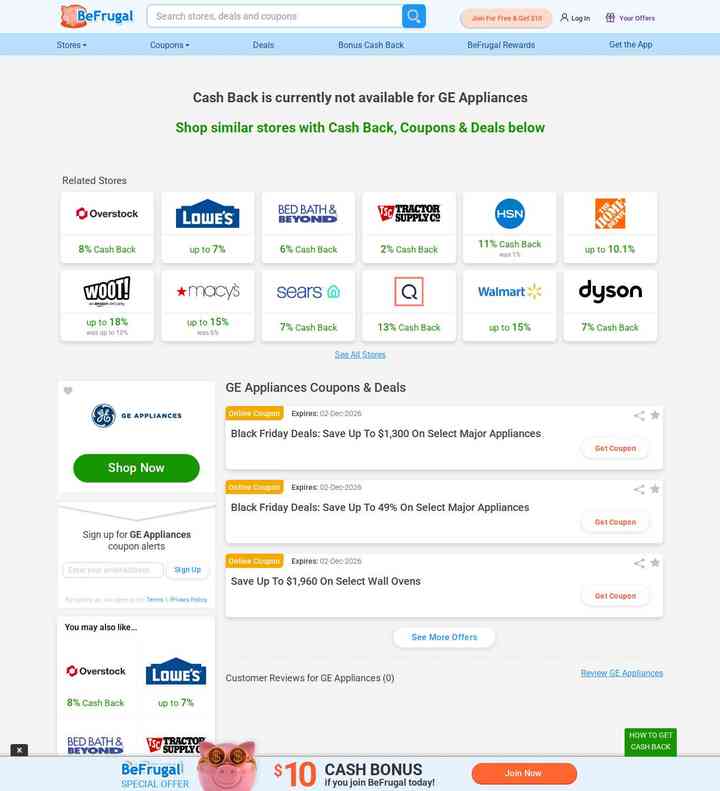 BeFrugal
Search stores, deals and coupons
Join For Free & Get $10
Log In
Your Offers
Stores
Coupons
Deals
Bonus Cash Back
BeFrugal Rewards
Get the App
Cash Back is currently not available for GE Appliances
Shop similar stores with Cash Back, Coupons & Deals below
Related Stores
Overstock
LOWE'S
BED BATH &
BEYOND
TSC TRACTOR
SUPPLY CO
HSN
THE HOME DEPOT
8% Cash Back
up to 7%
6% Cash Back
2% Cash Back
11% Cash Back
was 1%
up to 10.1%
WOOT!
macy's
sears
Q
Walmart
dyson
up to 18%
was up to 12%
up to 15%
7% Cash Back
13% Cash Back
up to 15%
7% Cash Back
See All Stores
GE APPLIANCES
Shop Now
Sign up for GE Appliances
coupon alerts
Enter your email address
Sign Up
By signing up, you agree to our Terms & Privacy Policy
You may also like...
Overstock
LOWE'S
8% Cash Back
up to 7%
BED BATH &
BEYOND
TSC TRACTOR
SUPPLY CO
GE Appliances Coupons & Deals
Online Coupon
Expires: 02-Dec-2026
Black Friday Deals: Save Up To $1,300 On Select Major Appliances
Get Coupon
Online Coupon
Expires: 02-Dec-2026
Black Friday Deals: Save Up To 49% On Select Major Appliances
Get Coupon
Online Coupon
Expires: 02-Dec-2026
Save Up To $1,960 On Select Wall Ovens
Get Coupon
See More Offers
Customer Reviews for GE Appliances (0)
Review GE Appliances
HOW TO GET
CASH BACK
x
BeFrugal
SPECIAL OFFER
$10
CASH BONUS
if you join BeFrugal today!
Join Now